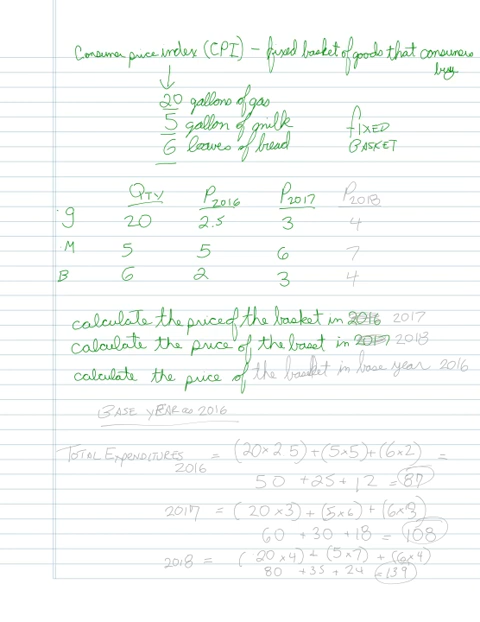 Consumer price index (CPI) - fixed basket of goods that consumers
buy
20 gallons of gas
5 gallon of milk
6 loaves of bread
FIXED
BASKET
QTY P2016 P2017 P2018
g 20 2.5 3 4
M 5 5 6 7
B 6 2 3 4
calculate the price of the basket in 2016 2017
calculate the price of the baset in 2017 2018
calculate the price of the basket in base year 2016
BASE YEAR as 2016
TOTAL EXPENDITURES 2016 = (20×2.5)+(5×5)+(6×2) =
50 +25+ 12 = 87
2017 = (20×3)+(5×6)+(6×3)
60 + 30 +18 = 108
2018 = (20×4)+(5×7)+(6×4)
80 +35+ 24 =139